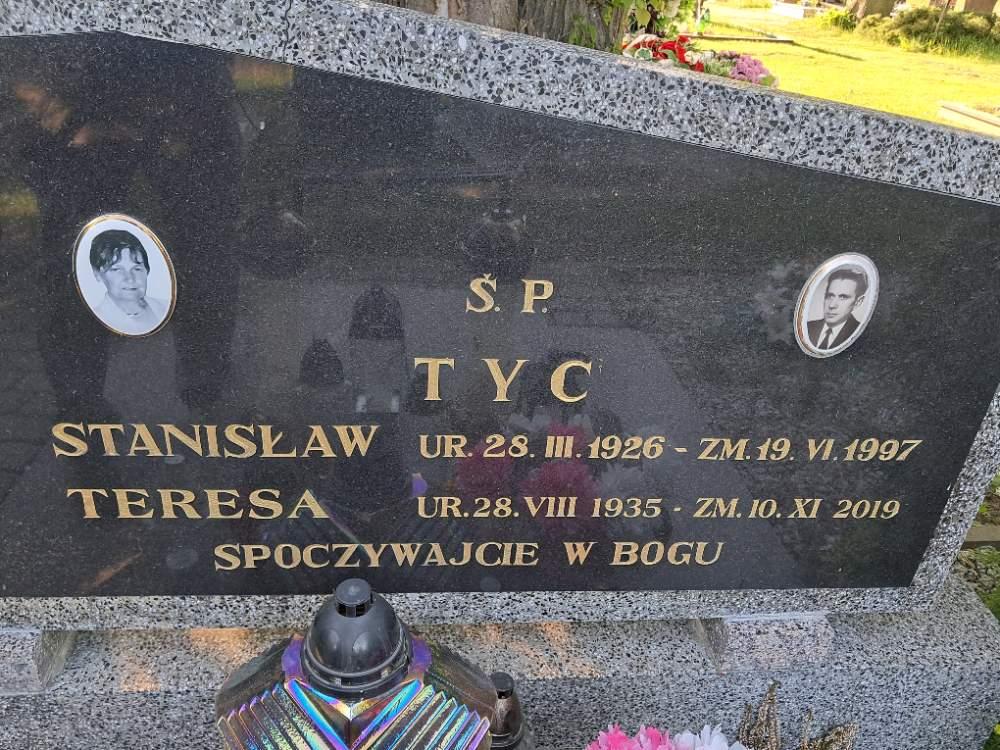 Ś. P.
TYC
STANISŁAW UR. 28. III. 1926 - ZM. 19. VI. 1997
TERESA UR. 28. VIII 1935 - ZM. 10. XI 2019
SPOCZYWAJCIE W BOGU